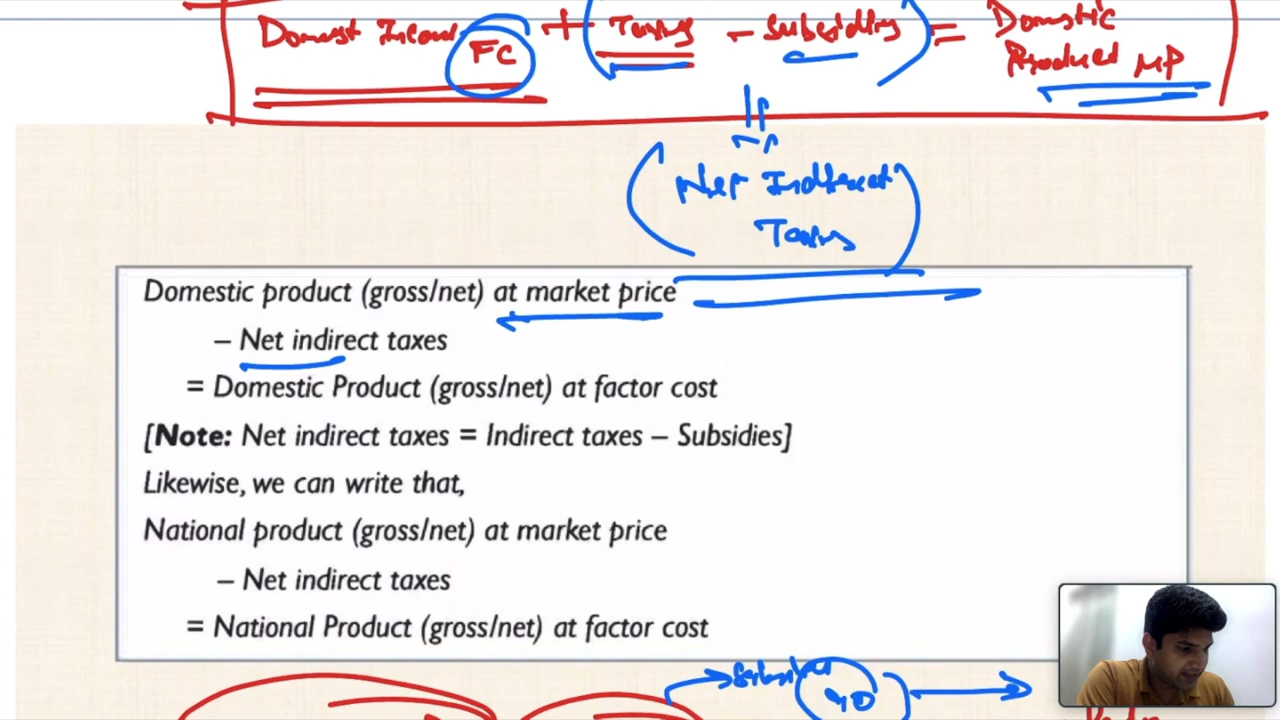 Domest Income FC + (Taxes - Subsidies) = Domestic
Product MP
(Net Indirect
Taxes)
Domestic product (gross/net) at market price
– Net indirect taxes
= Domestic Product (gross/net) at factor cost
[Note: Net indirect taxes = Indirect taxes – Subsidies]
Likewise, we can write that,
National product (gross/net) at market price
– Net indirect taxes
= National Product (gross/net) at factor cost